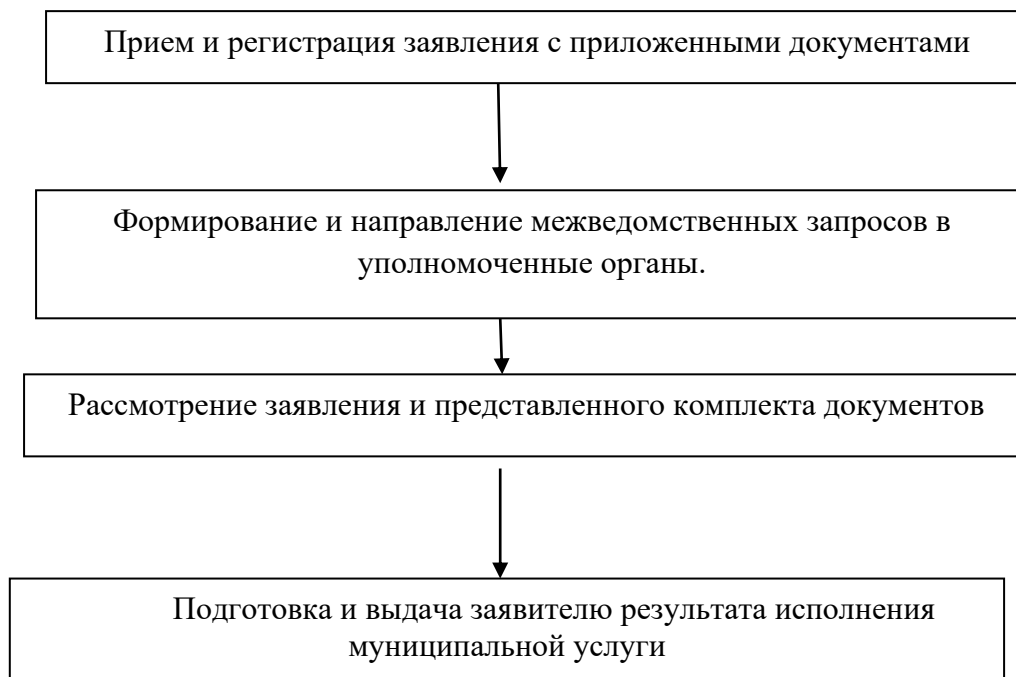 Прием и регистрация заявления с приложенными документами
Формирование и направление межведомственных запросов в
уполномоченные органы.
Рассмотрение заявления и представленного комплекта документов
Подготовка и выдача заявителю результата исполнения
муниципальной услуги